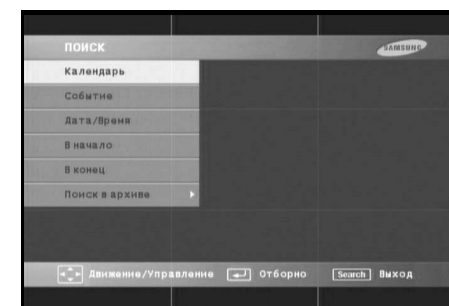 ПОИСК
SAMSUNG
Календарь
Событие
Дата/Время
В начало
В конец
Поиск в архиве
Движение/Управление Отборно Search Выход